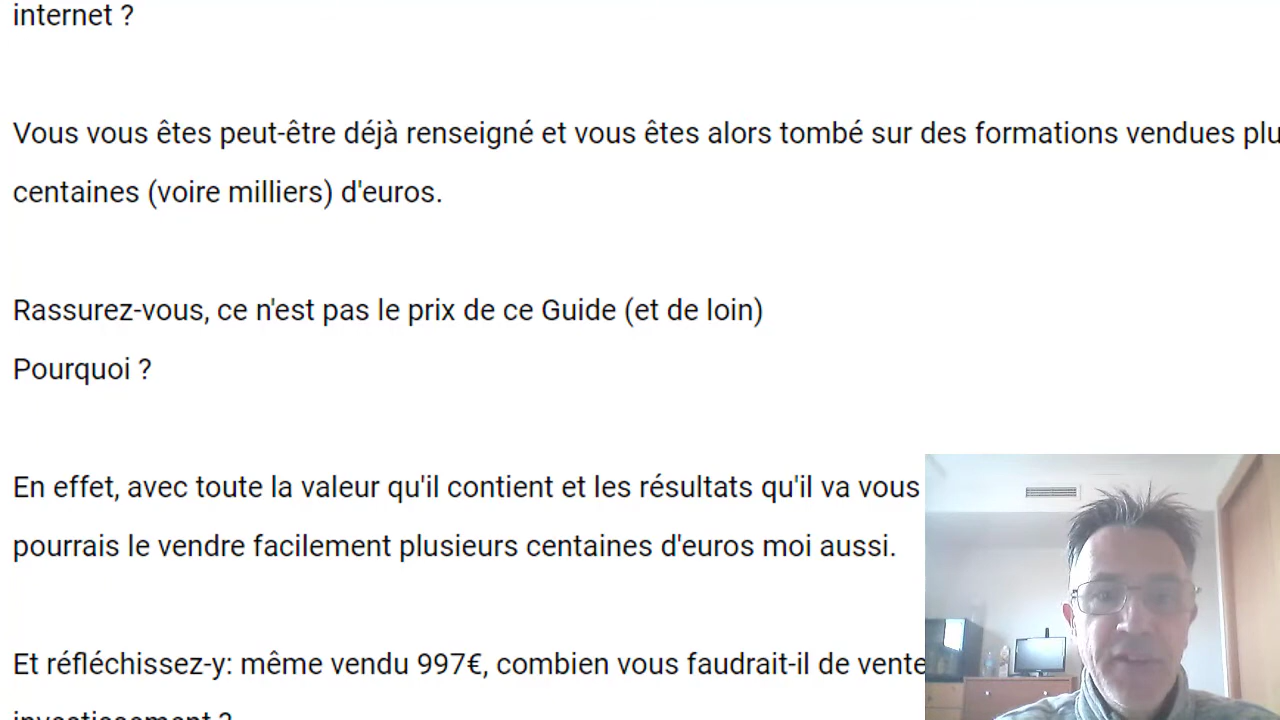 internet ?
Vous vous êtes peut-être déjà renseigné et vous êtes alors tombé sur des formations vendues
centaines (voire milliers) d'euros.
Rassurez-vous, ce n'est pas le prix de ce Guide (et de loin)
Pourquoi ?
En effet, avec toute la valeur qu'il contient et les résultats qu'il va vous
pourrais le vendre facilement plusieurs centaines d'euros moi aussi.
Et réfléchissez-y: même vendu 997€, combien vous faudrait-il de vente
investissement ?